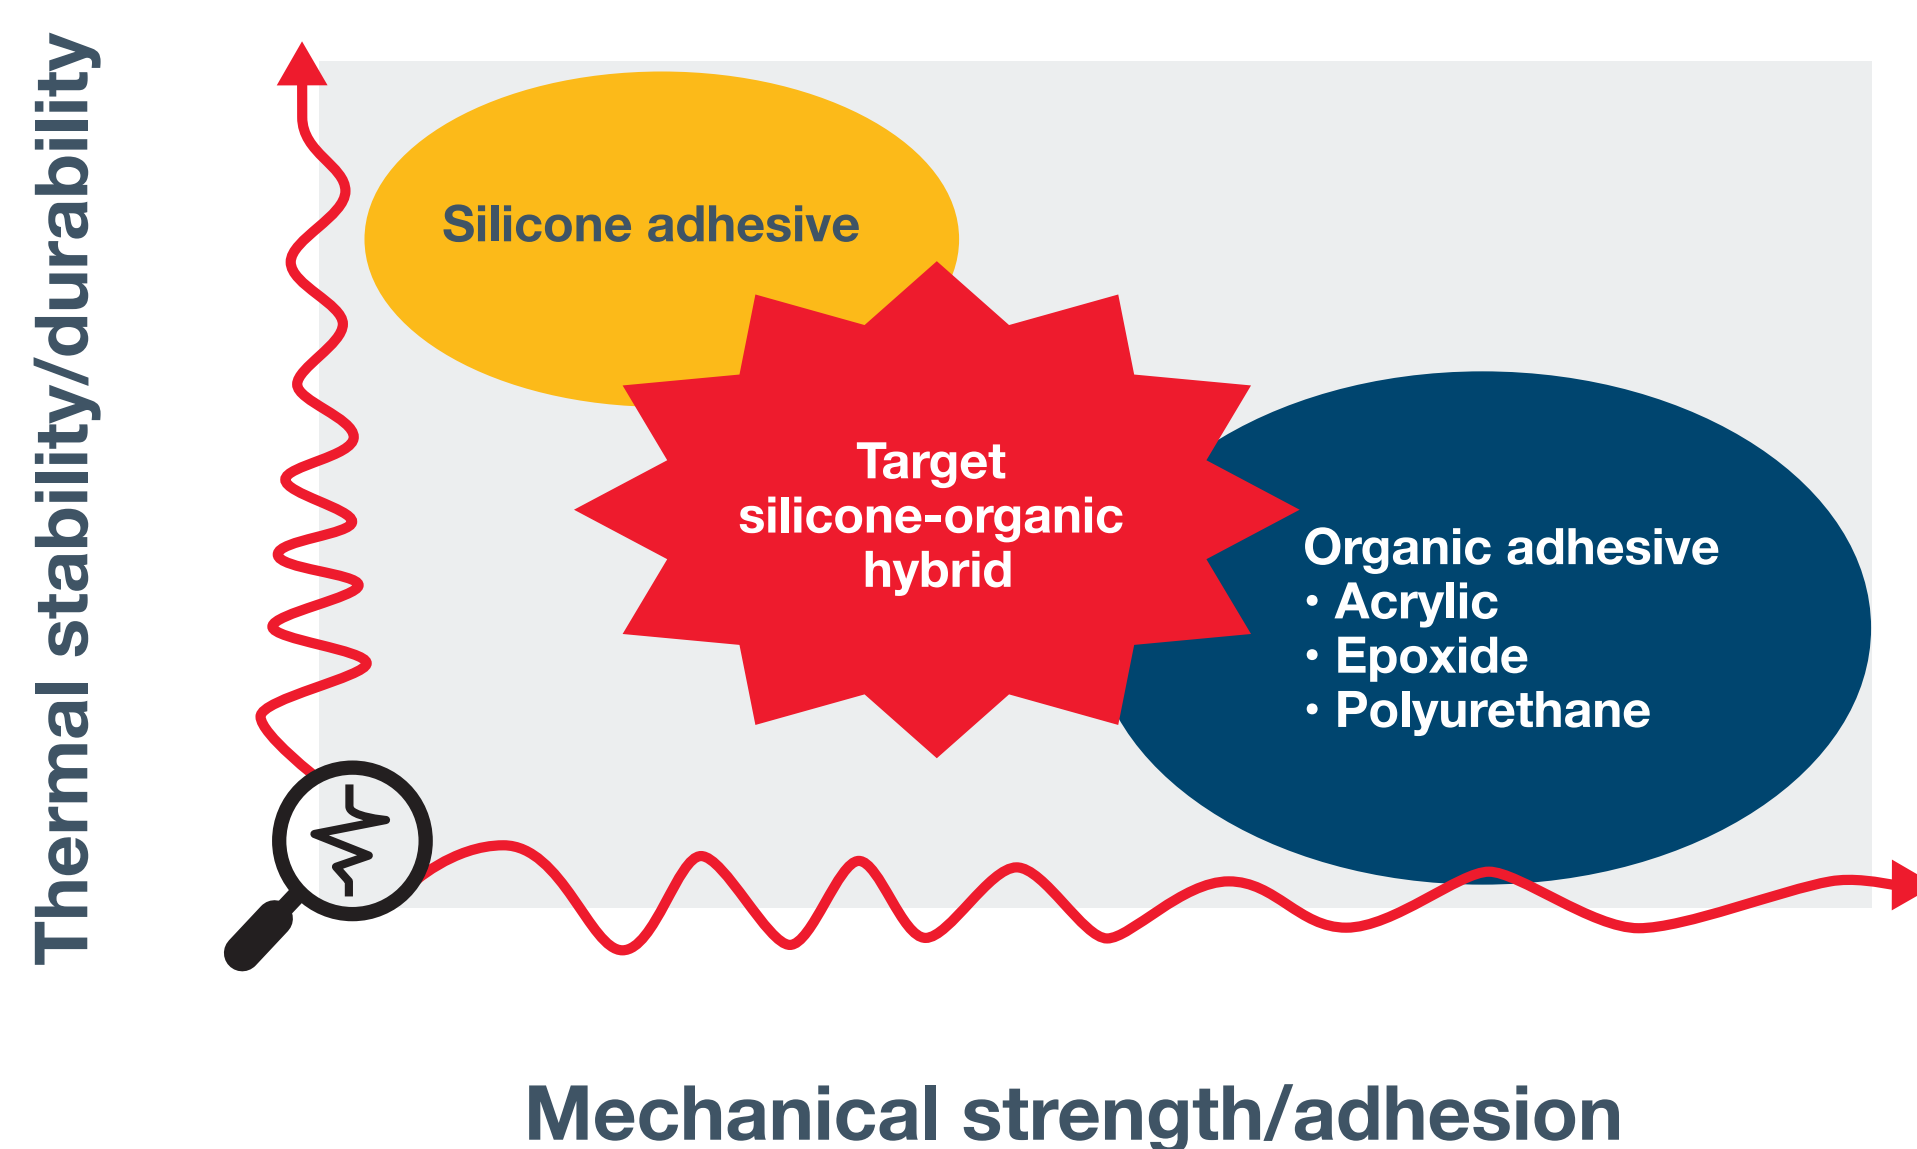 Thermal stability/durability
Silicone adhesive
Target
silicone-organic
hybrid
Organic adhesive
• Acrylic
• Epoxide
• Polyurethane
Mechanical strength/adhesion